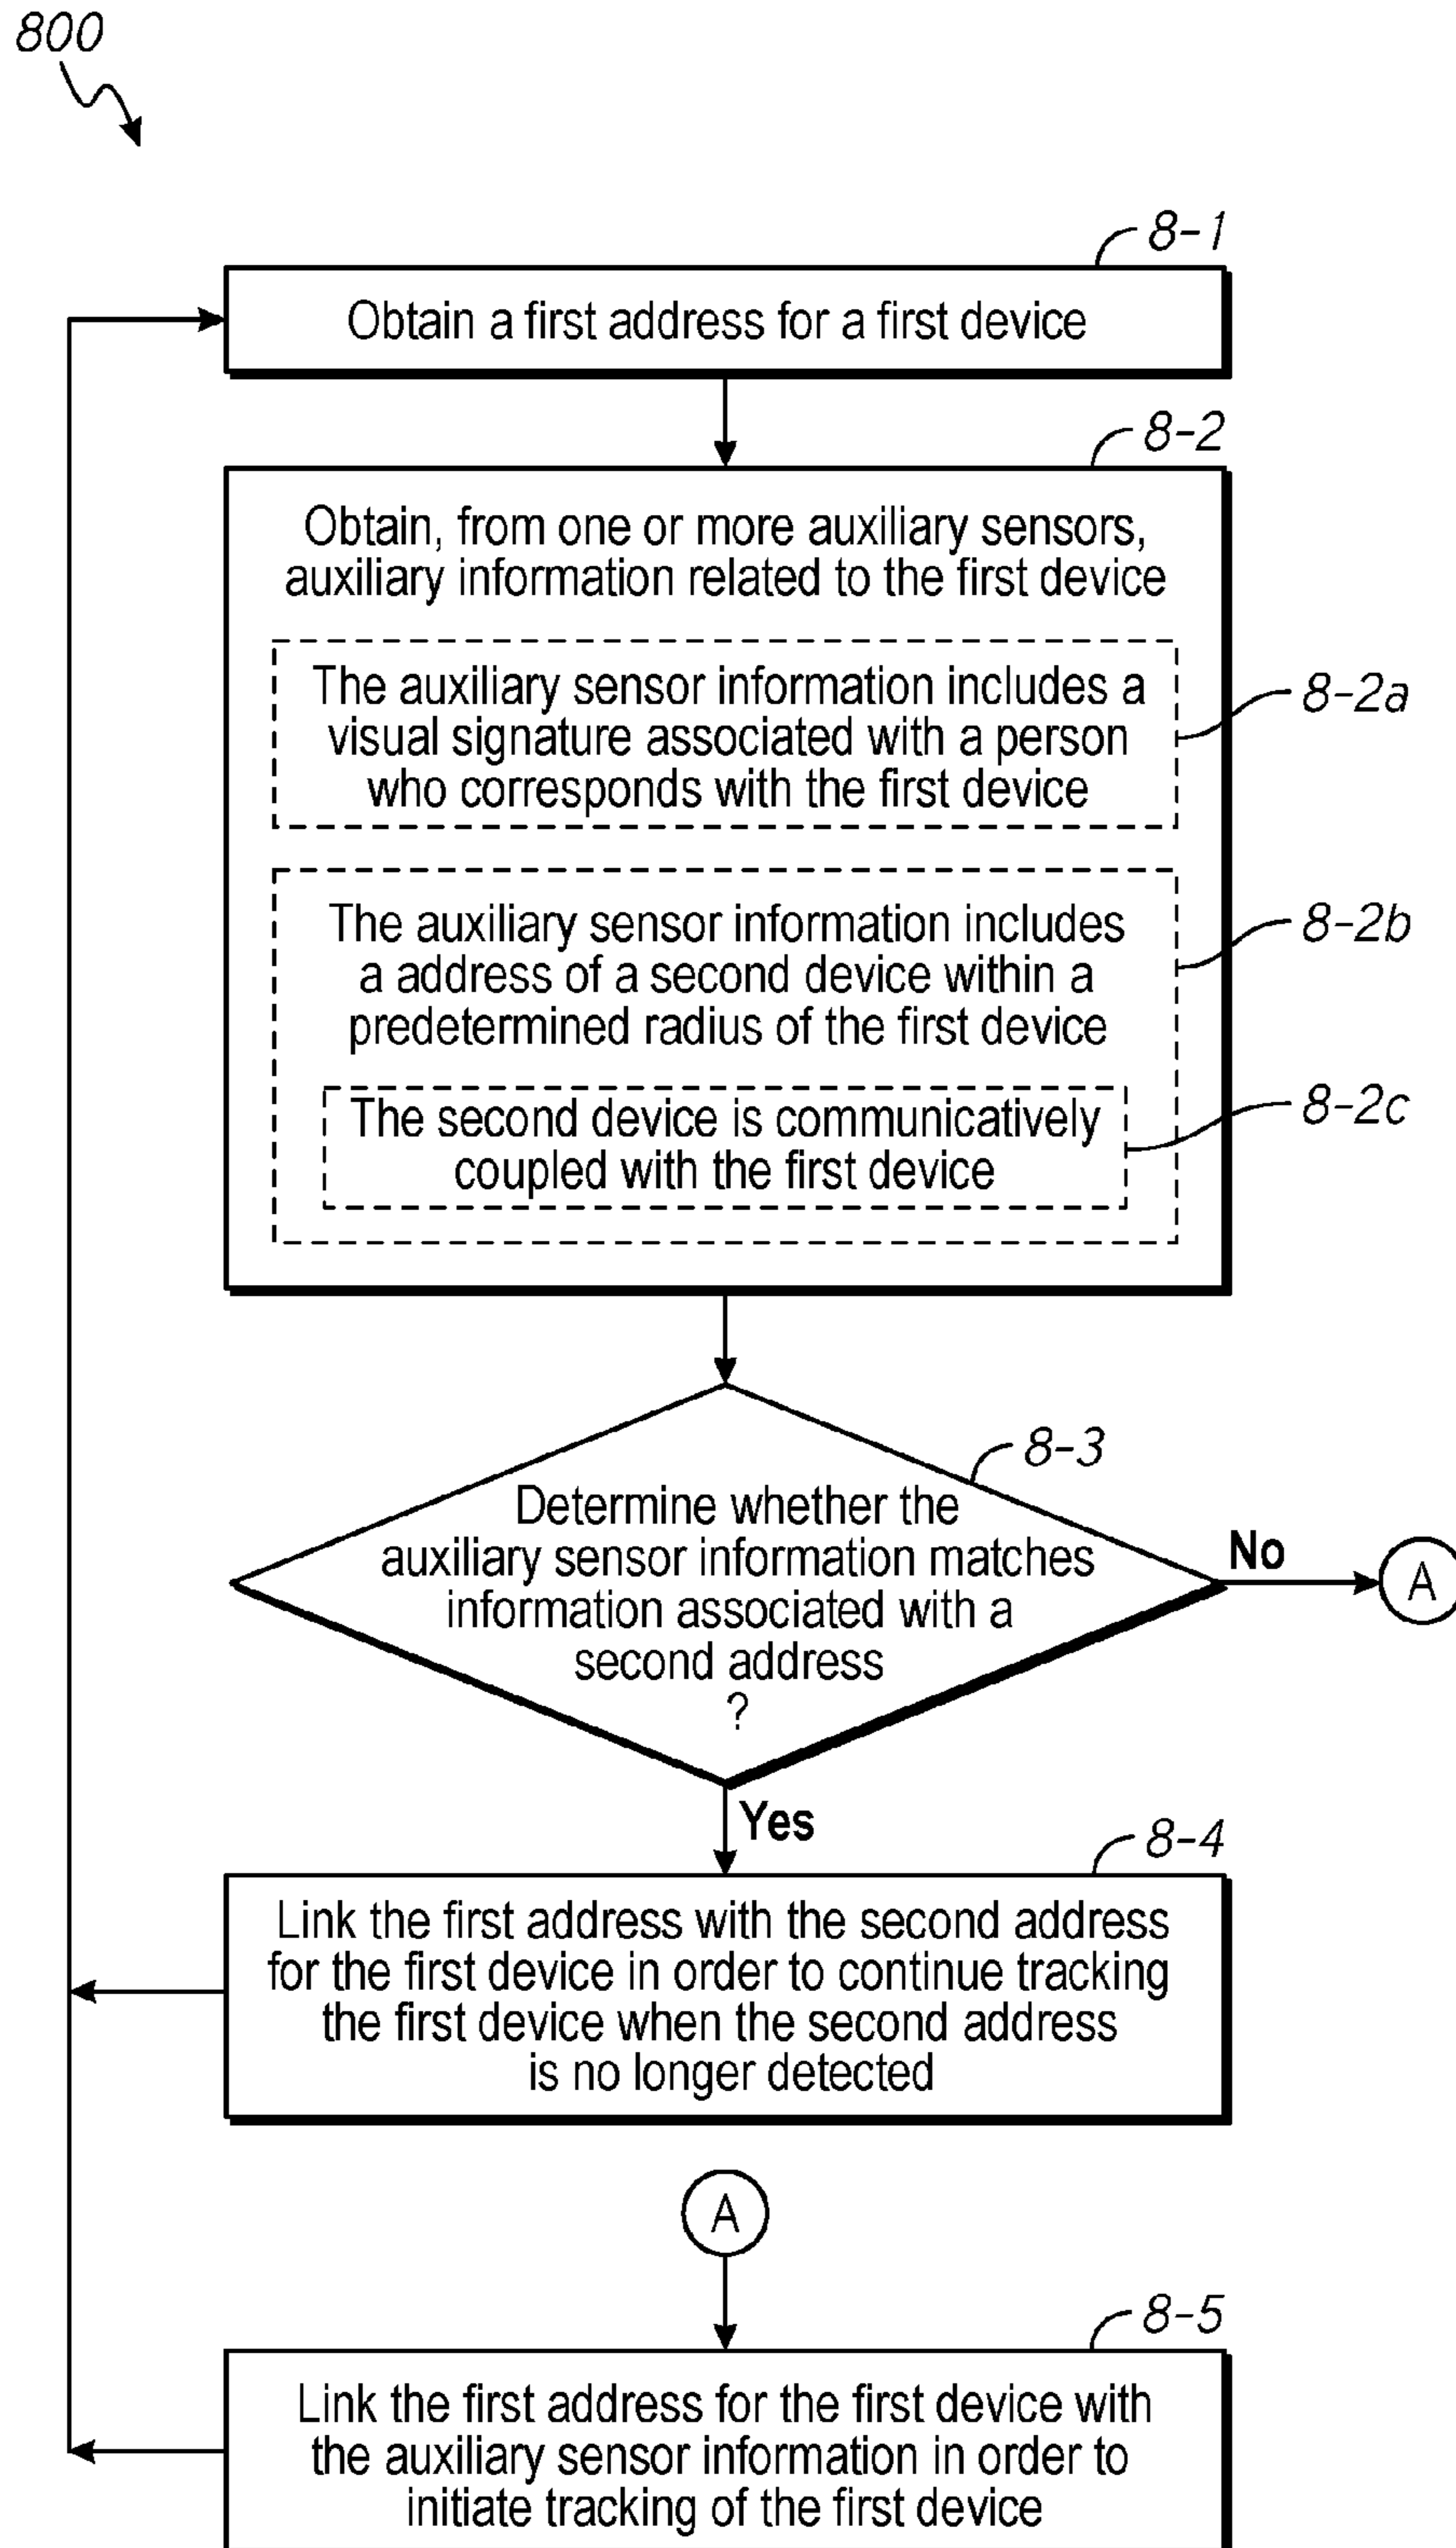 800
8-1
Obtain a first address for a first device
8-2
Obtain, from one or more auxiliary sensors,
auxiliary information related to the first device
The auxiliary sensor information includes a
visual signature associated with a person
who corresponds with the first device
8-2a
The auxiliary sensor information includes
a address of a second device within a
predetermined radius of the first device
8-2b
The second device is communicatively
coupled with the first device
8-2c
8-3
Determine whether the
auxiliary sensor information matches
information associated with a
second address
?
No
A
Yes
8-4
Link the first address with the second address
for the first device in order to continue tracking
the first device when the second address
is no longer detected
A
8-5
Link the first address for the first device with
the auxiliary sensor information in order to
initiate tracking of the first device